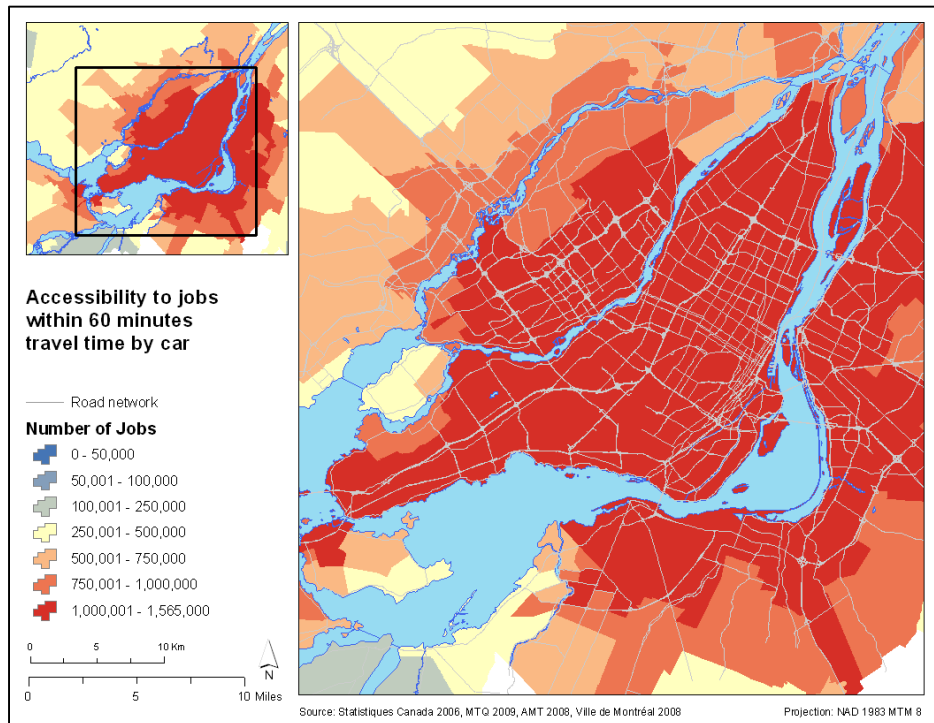 Accessibility to jobs
within 60 minutes
travel time by car
Road network
Number of Jobs
0 - 50,000
50,001 - 100,000
100,001 - 250,000
250,001 - 500,000
500,001 - 750,000
750,001 - 1,000,000
1,000,001 - 1,565,000
0 5 10 Km
N
0 5 10 Miles
Source: Statistiques Canada 2006, MTQ 2009, AMT 2008, Ville de Montréal 2008
Projection: NAD 1983 MTM 8